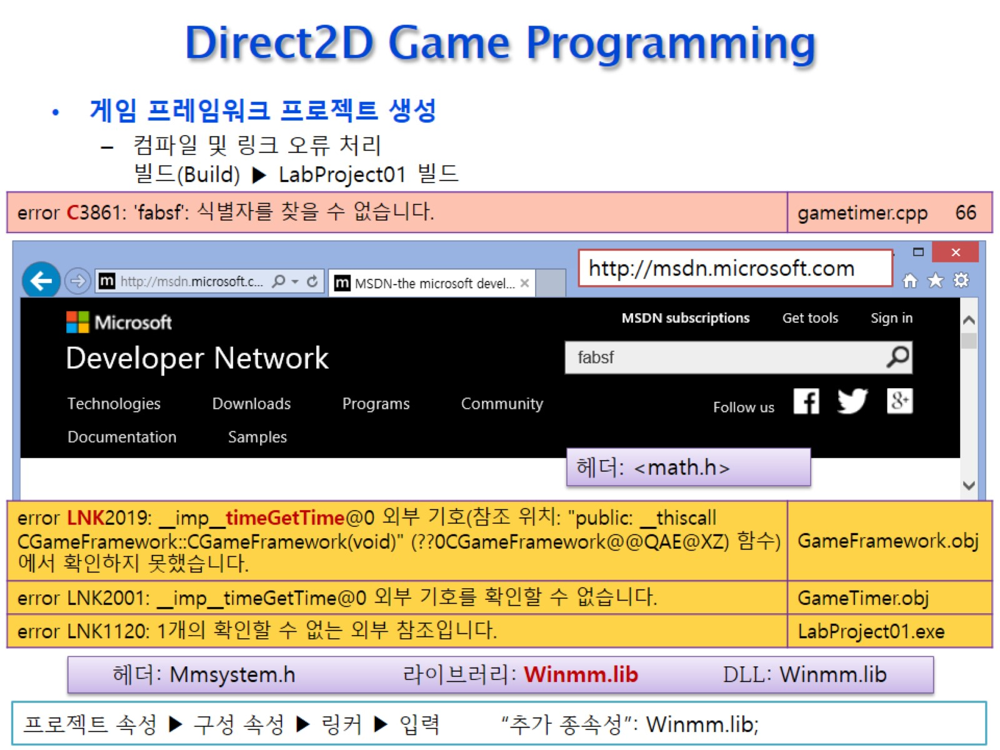 Direct2D Game Programming
• 게임 프레임워크 프로젝트 생성
– 컴파일 및 링크 오류 처리
빌드(Build) ▶ LabProject01 빌드
error C3861: 'fabsf': 식별자를 찾을 수 없습니다. gametimer.cpp 66
http://msdn.microsoft.com
http://msdn.microsoft.c... MSDN-the microsoft devel...
Microsoft
MSDN subscriptions Get tools Sign in
Developer Network
fabsf
Technologies Downloads Programs Community
Follow us
Documentation Samples
헤더: <math.h>
error LNK2019: __imp__timeGetTime@0 외부 기호(참조 위치: "public: __thiscall
CGameFramework::CGameFramework(void)" (??0CGameFramework@@QAE@XZ) 함수)
에서 확인하지 못했습니다.
GameFramework.obj
error LNK2001: __imp__timeGetTime@0 외부 기호를 확인할 수 없습니다. GameTimer.obj
error LNK1120: 1개의 확인할 수 없는 외부 참조입니다. LabProject01.exe
헤더: Mmsystem.h 라이브러리: Winmm.lib DLL: Winmm.lib
프로젝트 속성 ▶ 구성 속성 ▶ 링커 ▶ 입력 “추가 종속성”: Winmm.lib;